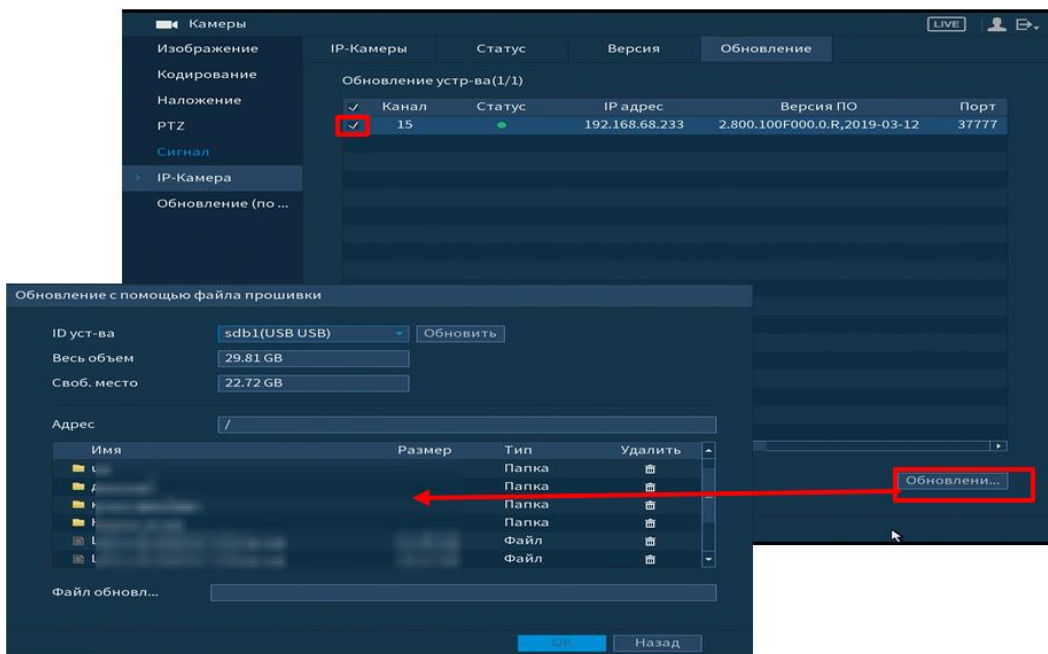 Камеры
LIVE
Изображение
Кодирование
Наложение
PTZ
Сигнал
IP-Камера
Обновление (по ...
IP-Камеры Статус Версия Обновление
Обновление устр-ва(1/1)
Канал Статус IP адрес Версия ПО Порт
15 192.168.68.233 2.800.100F000.0.R,2019-03-12 37777
Обновлени...
Обновление с помощью файла прошивки
ID уст-ва sdb1(USB USB) Обновить
Весь объем 29.81 GB
Своб. место 22.72 GB
Адрес /
Имя Размер Тип Удалить
Папка
Папка
Папка
Папка
Файл
Файл
Файл обновл...
OK Назад